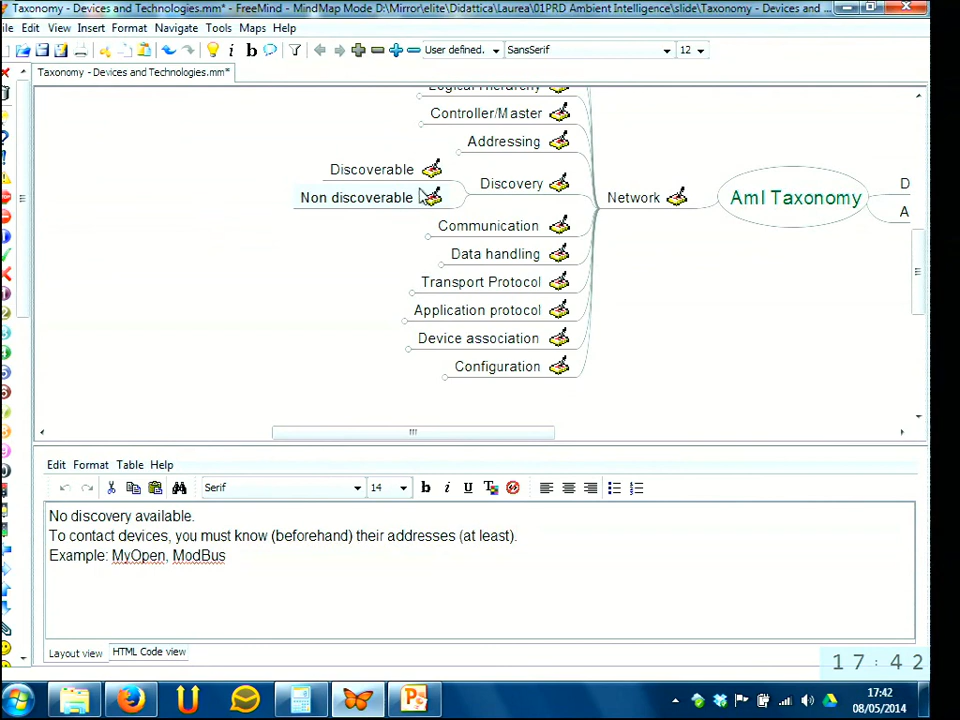 Taxonomy - Devices and Technologies.mm* - FreeMind - MindMap Mode D:\Mirror\elite\Didattica\Laurea\01PRD Ambient Intelligence\slide\Taxonomy - Devices and ...
File Edit View Insert Format Navigate Tools Maps Help
User defined. SansSerif 12
Taxonomy - Devices and Technologies.mm*
Logical Hierarchy
Controller/Master
Addressing
Discoverable
Discovery
Non discoverable
Network
AmI Taxonomy
D
A
Communication
Data handling
Transport Protocol
Application protocol
Device association
Configuration
Edit Format Table Help
Serif 14
No discovery available.
To contact devices, you must know (beforehand) their addresses (at least).
Example: MyOpen, ModBus
Layout view HTML Code view
17:42
17:42
08/05/2014